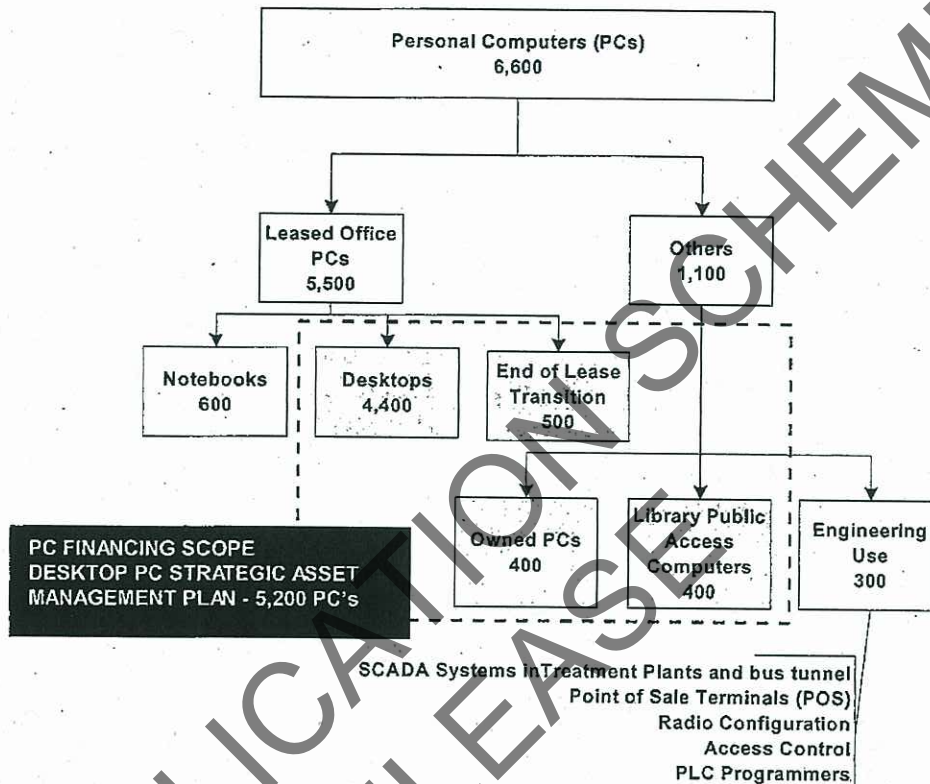 Personal Computers (PCs)
6,600
Leased Office
PCs
5,500
Others
1,100
Notebooks
600
Desktops
4,400
End of Lease
Transition
500
Owned PCs
400
Library Public
Access
Computers
400
Engineering
Use
300
PC FINANCING SCOPE
DESKTOP PC STRATEGIC ASSET
MANAGEMENT PLAN - 5,200 PC's
SCADA Systems inTreatment Plants and bus tunnel
Point of Sale Terminals (POS)
Radio Configuration
Access Control
PLC Programmers